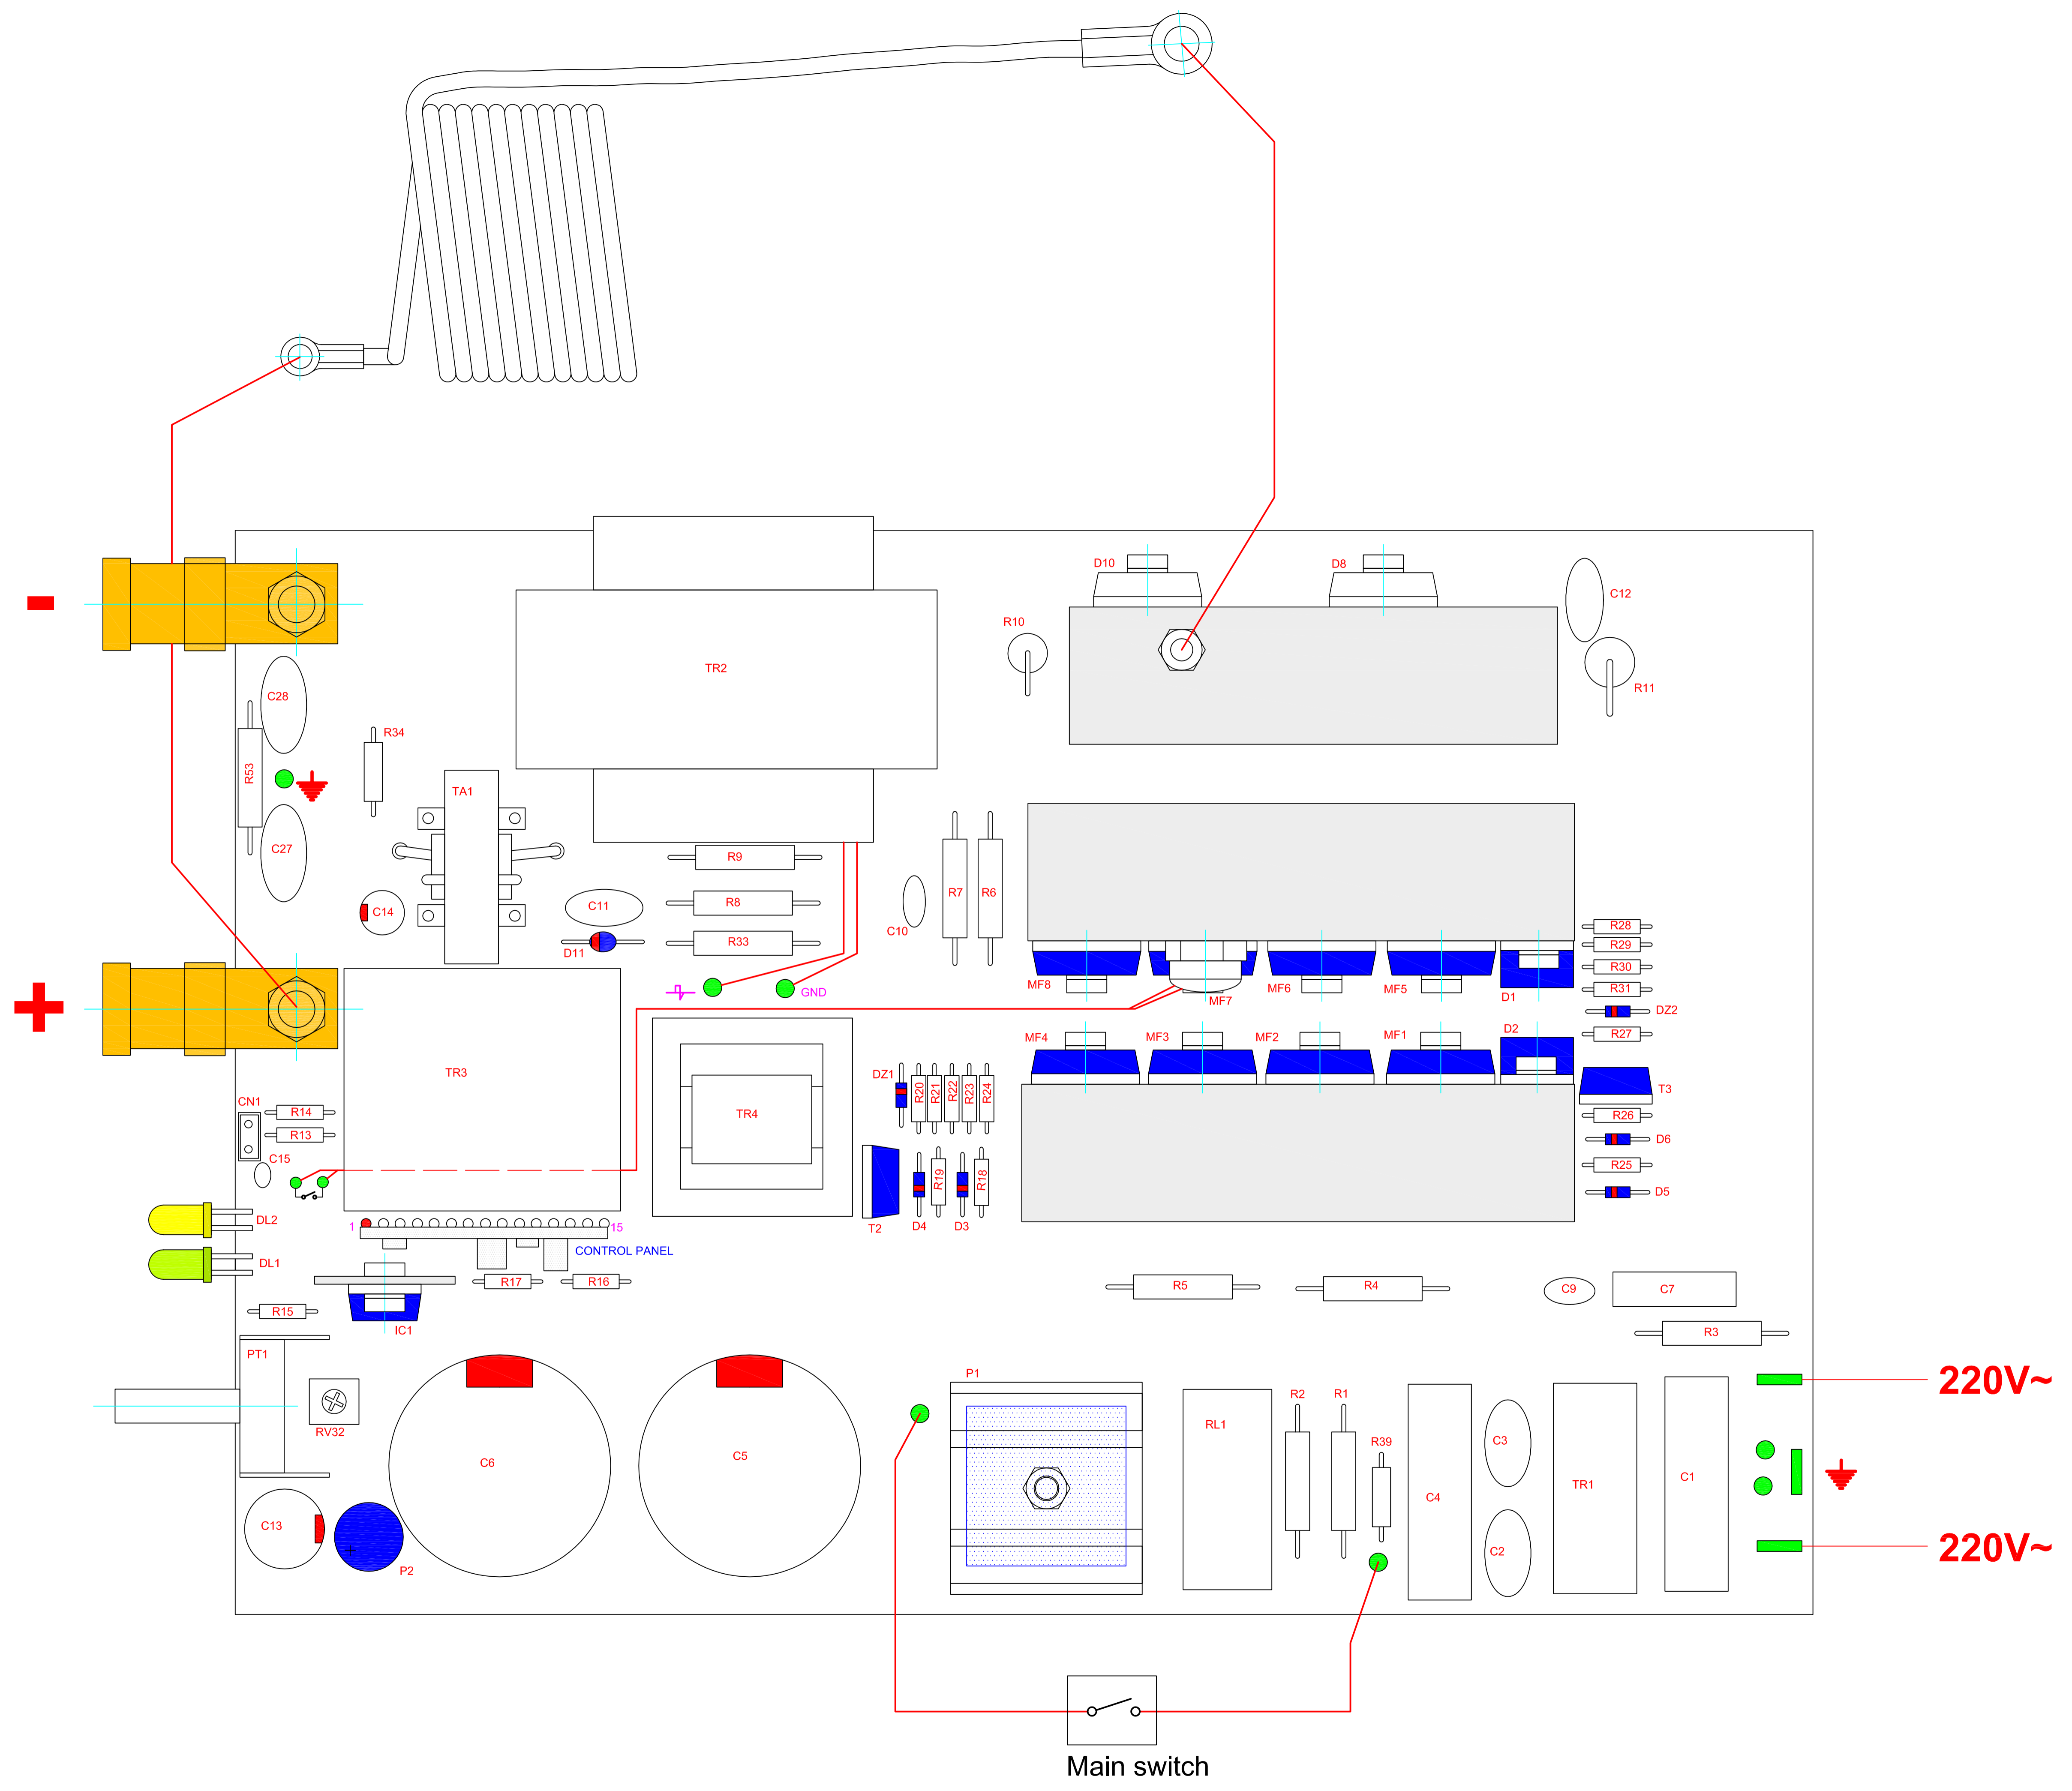 D10
D8
C12
-
R10
TR2
R11
C28
R34
R53
TA1
C27
R9
C11
R8
R7
R6
C14
R28
C10
R33
R29
D11
R30
MF8
MF6
MF5
R31
GND
D1
MF7
DZ2
+
D2
R27
MF4
MF3
MF2
MF1
TR3
DZ1
R20
R21
R22
R23
R24
T3
CN1
R14
TR4
R26
R13
D6
C15
R25
R19
R18
D5
DL2
1
15
T2
D4
D3
CONTROL PANEL
DL1
R17
R16
R5
R4
C9
C7
R15
IC1
R3
PT1
P1
220V~
R2
R1
RV32
RL1
R39
C3
C6
C5
C4
TR1
C1
C13
C2
220V~
+
P2
Main switch